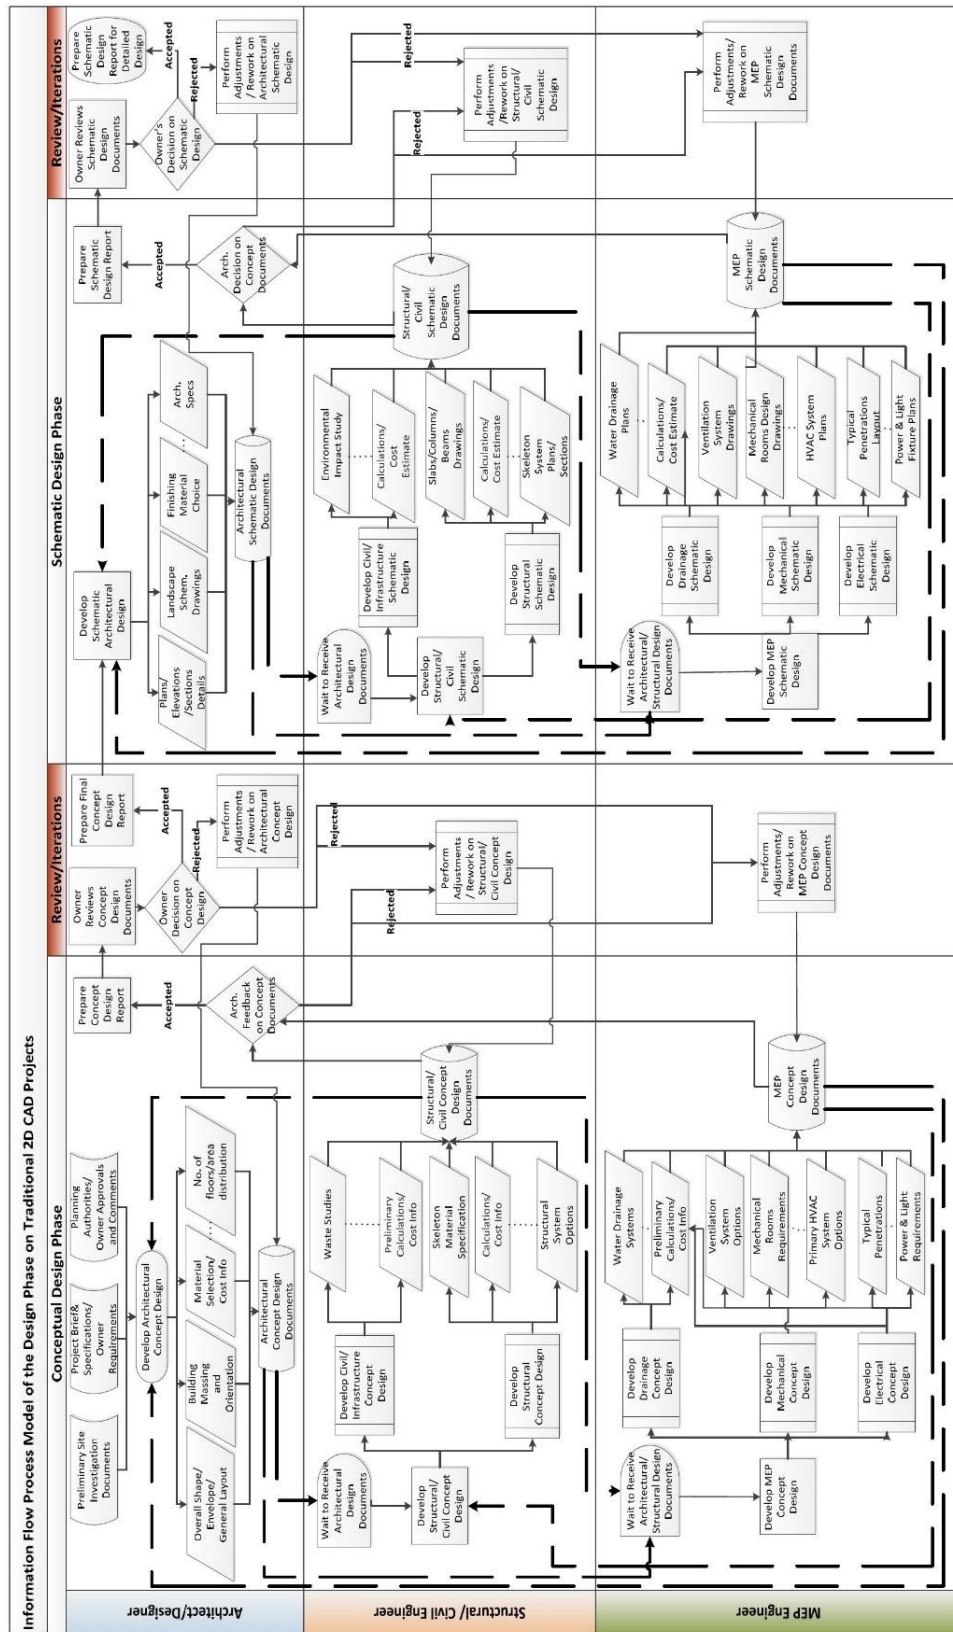 Information Flow Process Model of the Design Phase on Traditional 2D CAD Projects
Conceptual Design Phase
Review/Iterations
Schematic Design Phase
Review/Iterations
Architect/Designer
Preliminary Site
Investigation
Documents
Project Brief&
Specifications/
Owner
Requirements
Planning
Authorities/
Owner Approvals
and Comments
Develop Architectural
Concept Design
Overall Shape/
Envelope/
General Layout
Building
Massing
and
Orientation
Material
Selection/
Cost Info
No. of
floors/area
distribution
Architectural
Concept Design
Documents
Prepare
Concept
Design
Report
Accepted
Arch.
Feedback
on Concept
Documents
Owner
Reviews
Concept
Design
Documents
Owner
Decision on
Concept
Design
Accepted
Rejected
Prepare Final
Concept
Design
Report
Perform
Adjustments
/ Rework on
Architectural
Concept
Design
Rejected
Rejected
Develop
Schematic
Architectural
Design
Plans/
Elevations
/Sections
Details
Landscape
Schem.
Drawings
Finishing
Material
Choice
Arch.
Specs
Architectural
Schematic Design
Documents
Prepare
Schematic
Design Report
Accepted
Arch.
Decision on
Concept
Documents
Owner Reviews
Schematic
Design
Documents
Owner's
Decision on
Schematic
Design
Accepted
Rejected
Prepare
Schematic
Design
Report for
Detailed
Design
Perform
Adjustments
/ Rework on
Architectural
Schematic
Design
Rejected
Rejected
Structural/ Civil Engineer
Wait to Receive
Architectural
Design
Documents
Develop
Structural/
Civil Concept
Design
Develop Civil/
Infrastructure
Concept
Design
Develop
Structural
Concept Design
Waste Studies
Preliminary
Calculations/
Cost Info
Skeleton
Material
Specification
Calculations/
Cost Info
Structural
System
Options
Structural/
Civil Concept
Design
Documents
Perform
Adjustments
/ Rework on
Structural/
Civil Concept
Design
Wait to Receive
Architectural
Design
Documents
Develop
Structural/
Civil
Schematic
Design
Develop Civil/
Infrastructure
Schematic
Design
Develop
Structural
Schematic
Design
Environmental
Impact Study
Calculations/
Cost
Estimate
Slabs/Columns/
Beams
Drawings
Calculations/
Cost Estimate
Skeleton
System
Plans/
Sections
Structural/
Civil
Schematic
Design
Documents
Perform
Adjustments
/Rework on
Structural/
Civil
Schematic
Design
MEP Engineer
Wait to Receive
Architectural/
Structural Design
Documents
Develop MEP
Concept
Design
Develop
Drainage
Concept
Design
Develop
Mechanical
Concept Design
Develop
Electrical
Concept
Design
Water Drainage
Systems
Preliminary
Calculations/
Cost Info
Ventilation
System
Options
Mechanical
Rooms
Requirements
Primary HVAC
System
Options
Typical
Penetrations
Power & Light
Requirements
MEP
Concept
Design
Documents
Perform
Adjustments/
Rework on
MEP Concept
Design
Documents
Wait to Receive
Architectural/
Structural Design
Documents
Develop MEP
Schematic
Design
Develop
Drainage
Schematic
Design
Develop
Mechanical
Schematic Design
Develop
Electrical
Schematic
Design
Water Drainage
Plans
Calculations/
Cost Estimate
Ventilation
System
Drawings
Mechanical
Rooms Design
Drawings
HVAC System
Plans
Typical
Penetrations
Layout
Power & Light
Fixture Plans
MEP
Schematic
Design
Documents
Perform
Adjustments/
Rework on
MEP
Schematic
Design
Documents